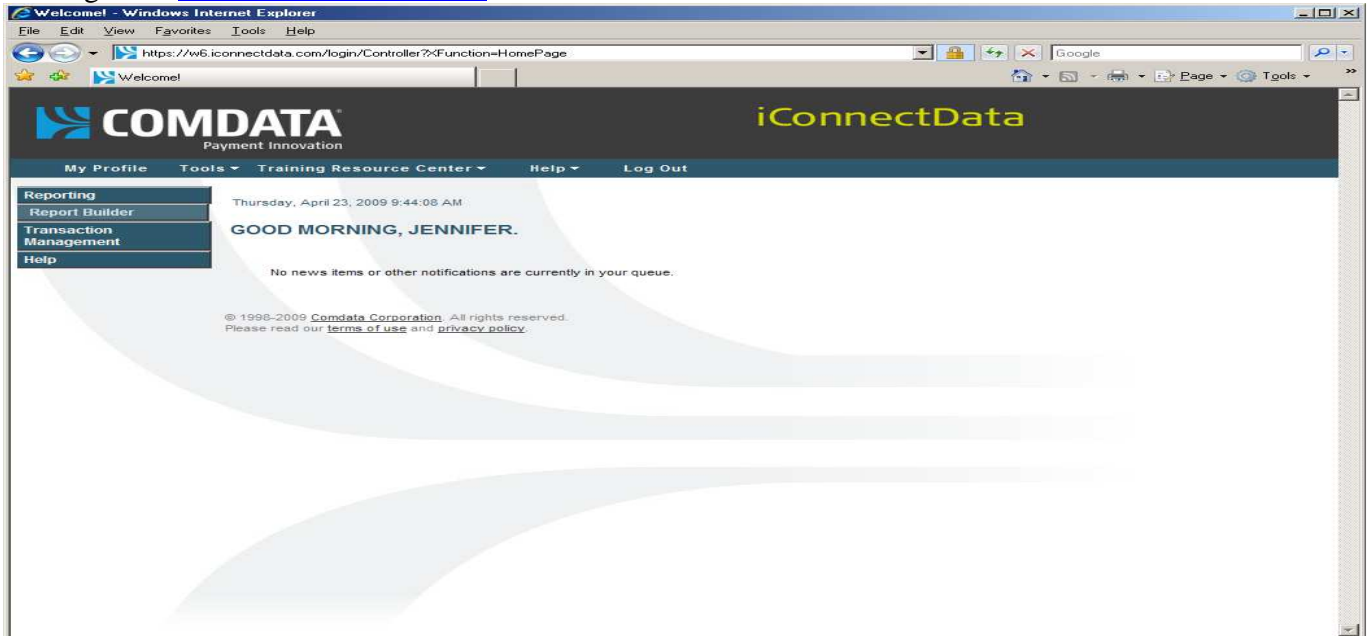 Welcome! - Windows Internet Explorer
File Edit View Favorites Tools Help
https://w6.iconnectdata.com/login/Controller?XFunction=HomePage Google
Welcome! Page Tools
COMDATA
Payment Innovation
iConnectData
My Profile Tools Training Resource Center Help Log Out
Reporting
Report Builder
Transaction
Management
Help
Thursday, April 23, 2009 9:44:08 AM
GOOD MORNING, JENNIFER.
No news items or other notifications are currently in your queue.
© 1998-2009 Comdata Corporation. All rights reserved.
Please read our terms of use and privacy policy.